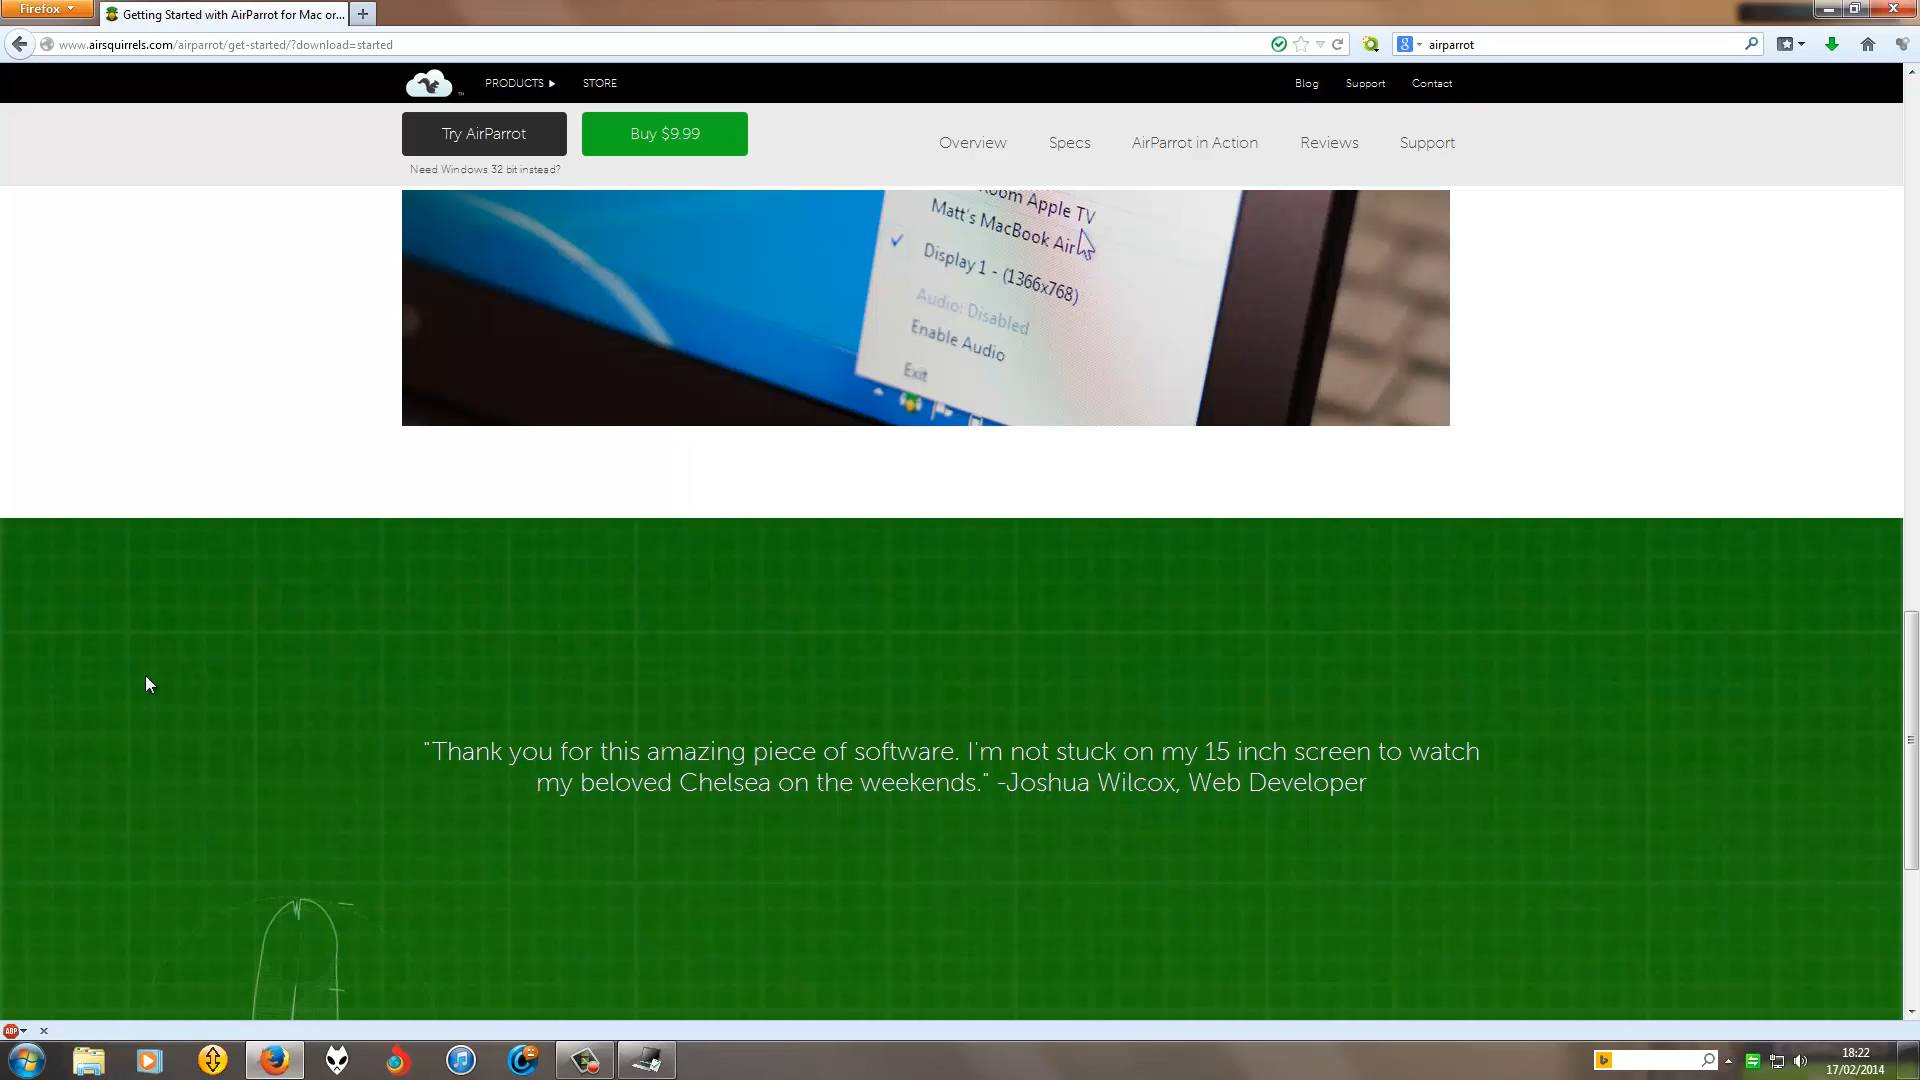 Firefox
Getting Started with AirParrot for Mac or...
www.airsquirrels.com/airparrot/get-started/?download=started
airparrot
PRODUCTS
STORE
Blog
Support
Contact
Try AirParrot
Buy $9.99
Need Windows 32 bit instead?
Overview
Specs
AirParrot in Action
Reviews
Support
Room Apple TV
Matt's MacBook Air
Display 1 - (1366x768)
Audio: Disabled
Enable Audio
Exit
"Thank you for this amazing piece of software. I'm not stuck on my 15 inch screen to watch
my beloved Chelsea on the weekends." -Joshua Wilcox, Web Developer
ABP
18:22
17/02/2014